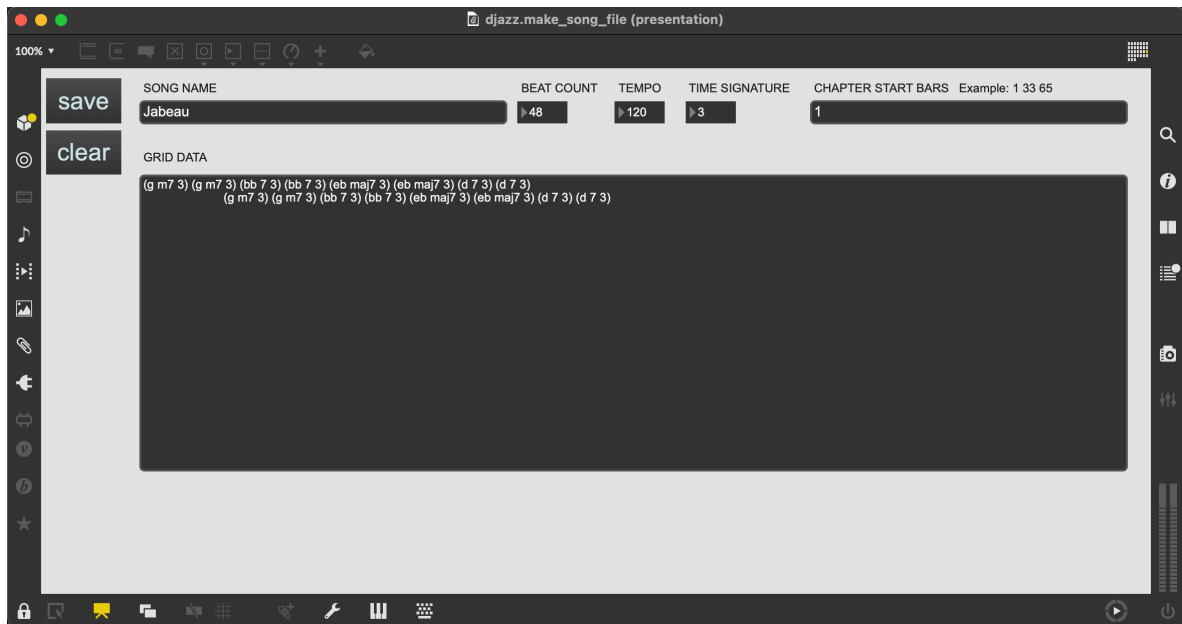 djazz.make_song_file (presentation)
100%
save
clear
SONG NAME
Jabeau
BEAT COUNT
48
TEMPO
120
TIME SIGNATURE
3
CHAPTER START BARS Example: 1 33 65
1
GRID DATA
(g m7 3) (g m7 3) (bb 7 3) (bb 7 3) (eb maj7 3) (eb maj7 3) (d 7 3) (d 7 3)
(g m7 3) (g m7 3) (bb 7 3) (bb 7 3) (eb maj7 3) (eb maj7 3) (d 7 3) (d 7 3)